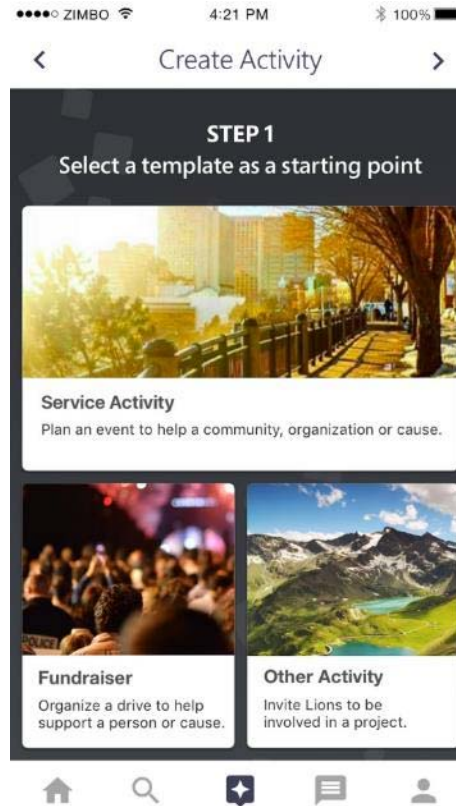 ZIMBO 4:21 PM 100%
Create Activity
STEP 1
Select a template as a starting point
Service Activity
Plan an event to help a community, organization or cause.
POLICE
Fundraiser
Organize a drive to help
support a person or cause.
Other Activity
Invite Lions to be
involved in a project.